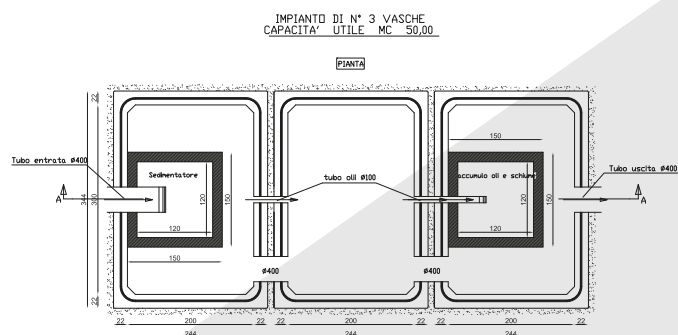 IMPIANTO DI N° 3 VASCHE
CAPACITA' UTILE MC 50,00
PIANTA
22
150
Tubo entrata Ø400
Sedimentatore
tubo olii Ø100
accumulo oli e schiume
Tubo uscita Ø400
A
344
300
120
150
120
150
A
120
120
150
Ø400
Ø400
22
22
200
22
22
200
22
22
200
22
244
244
244